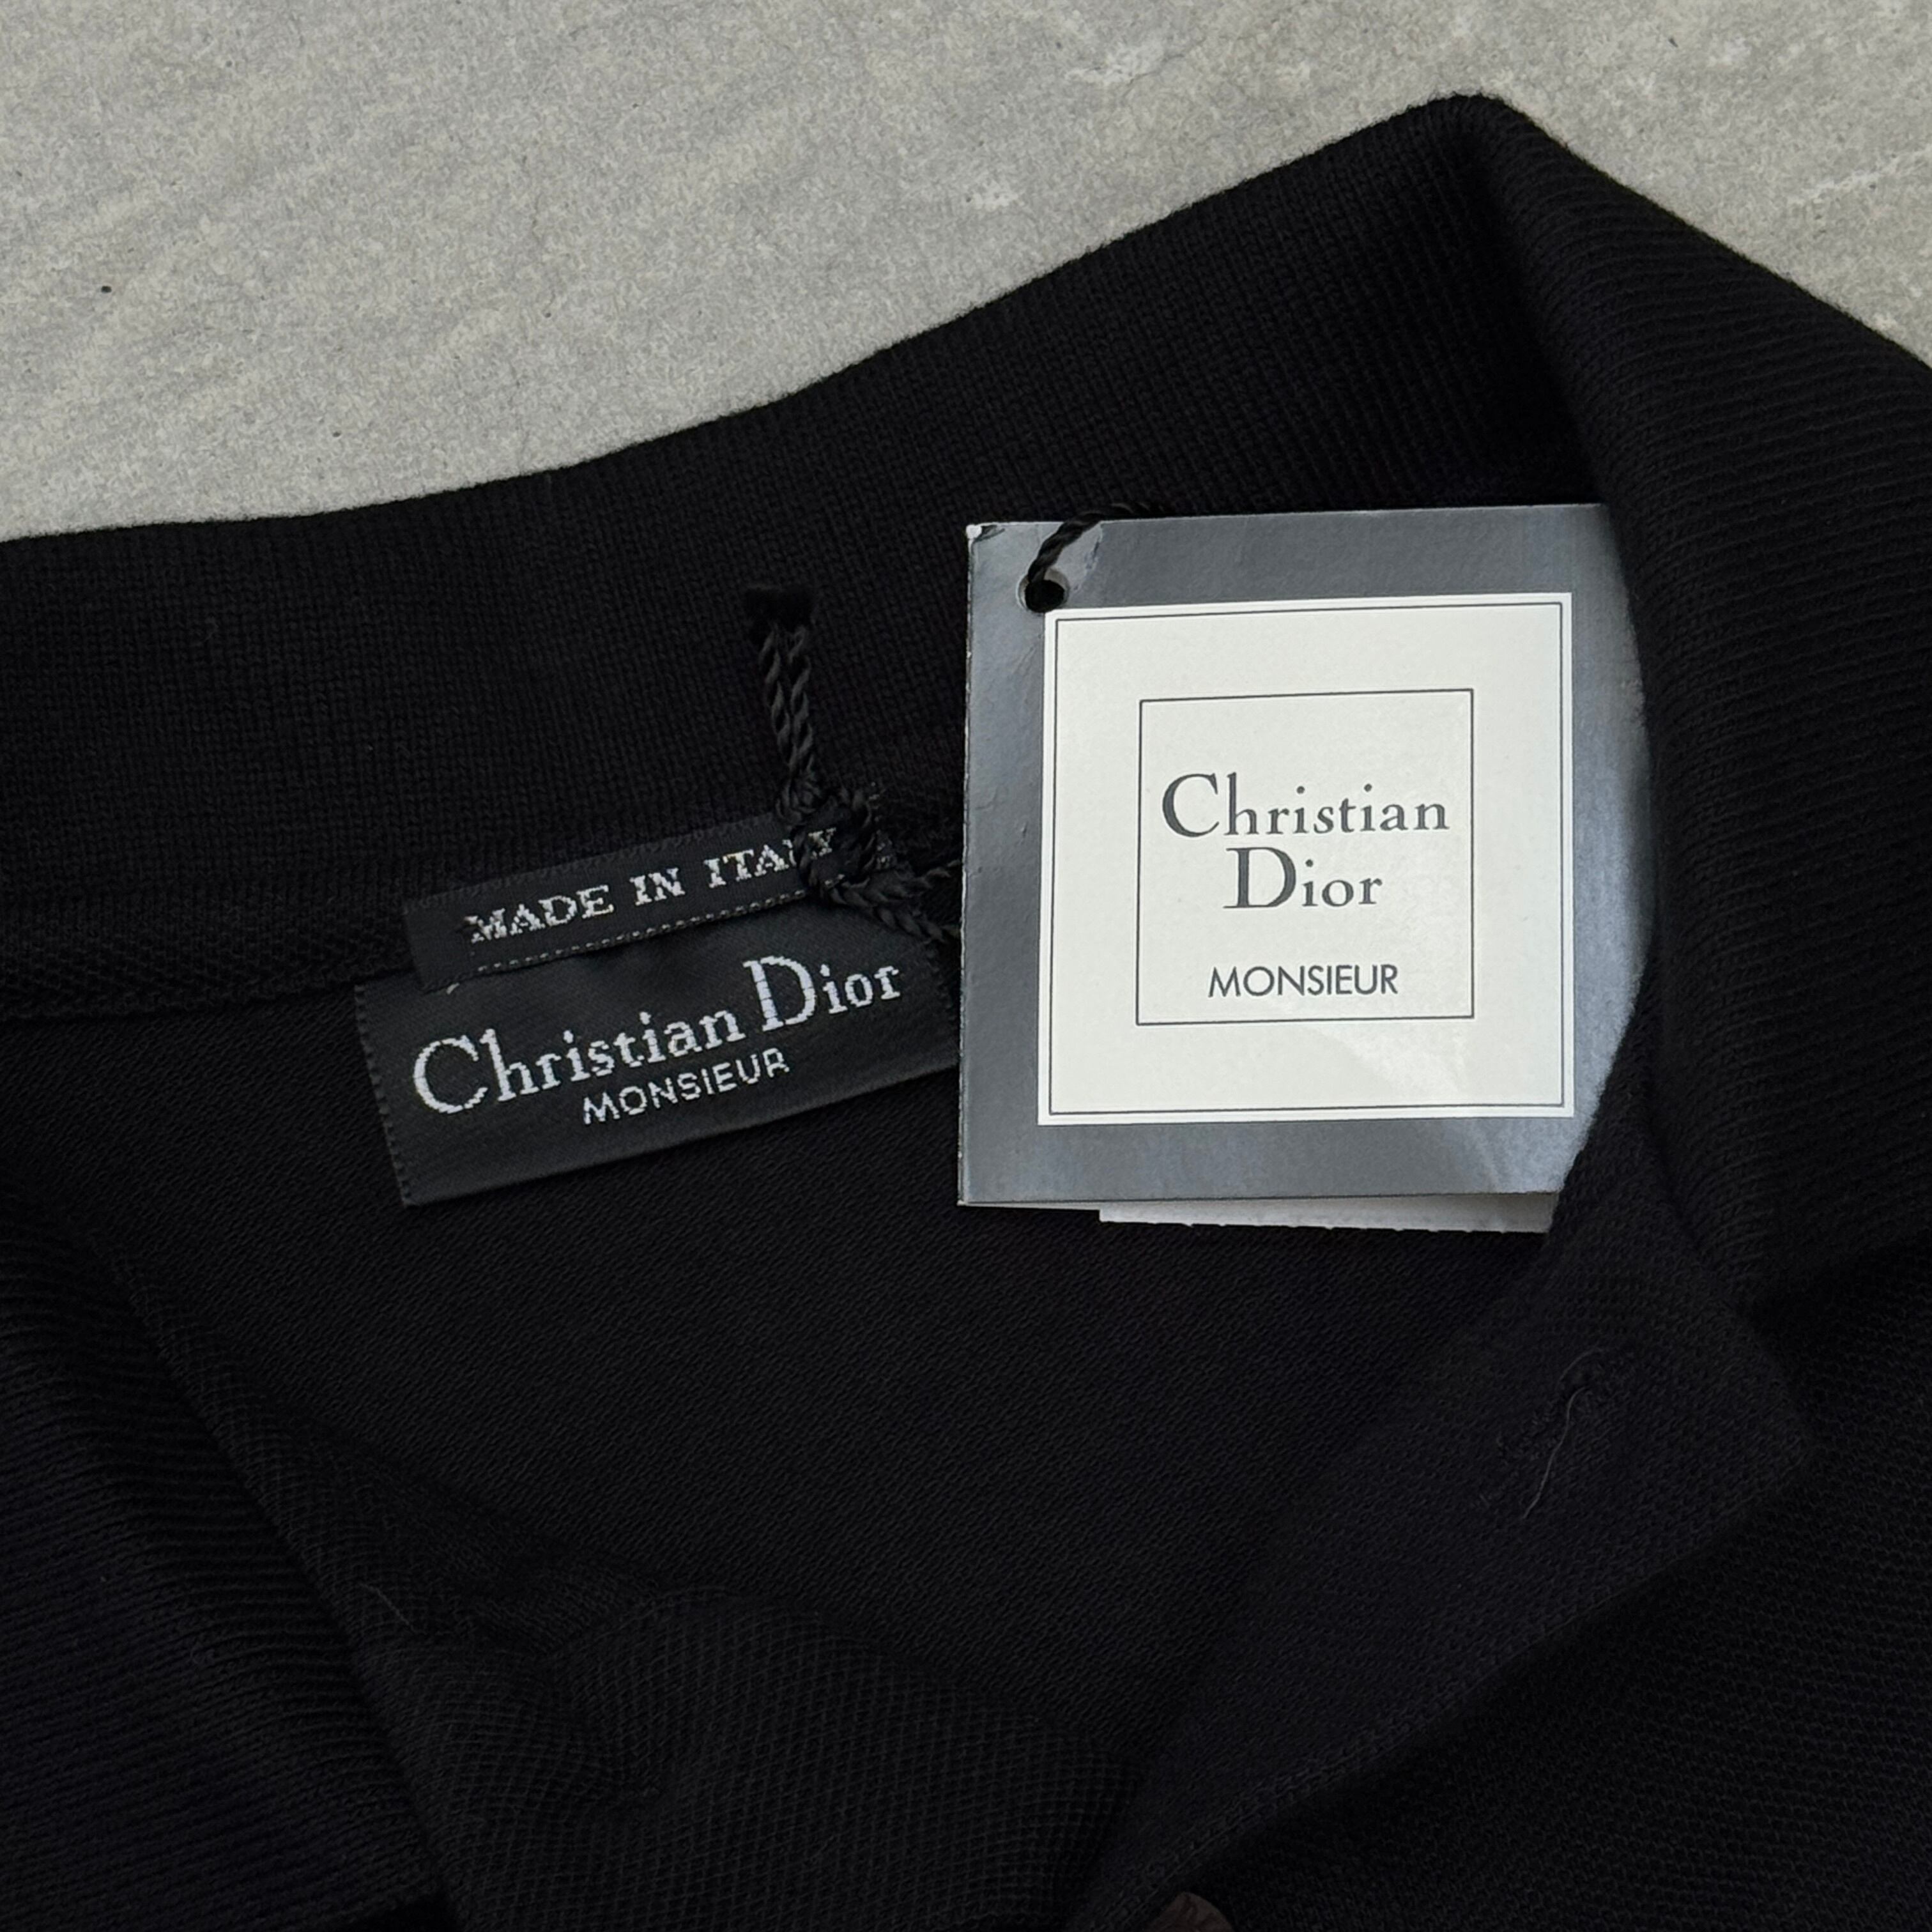 MADE IN ITALY
Christian Dior
MONSIEUR
Christian
Dior
MONSIEUR